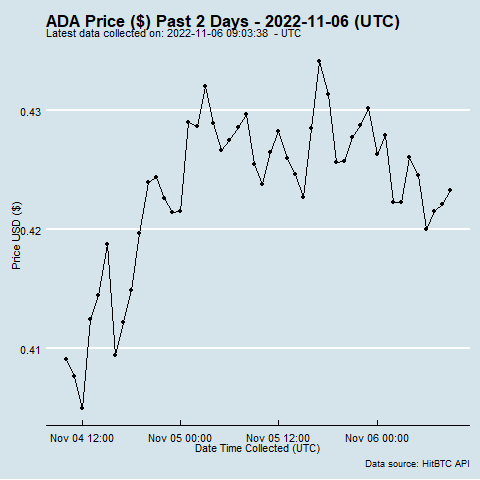 ADA Price ($) Past 2 Days - 2022-11-06 (UTC)
Latest data collected on: 2022-11-06 09:03:38 - UTC
0.43
0.42
0.41
Price USD ($)
Nov 04 12:00 Nov 05 00:00 Nov 05 12:00 Nov 06 00:00
Date Time Collected (UTC)
Data source: HitBTC API